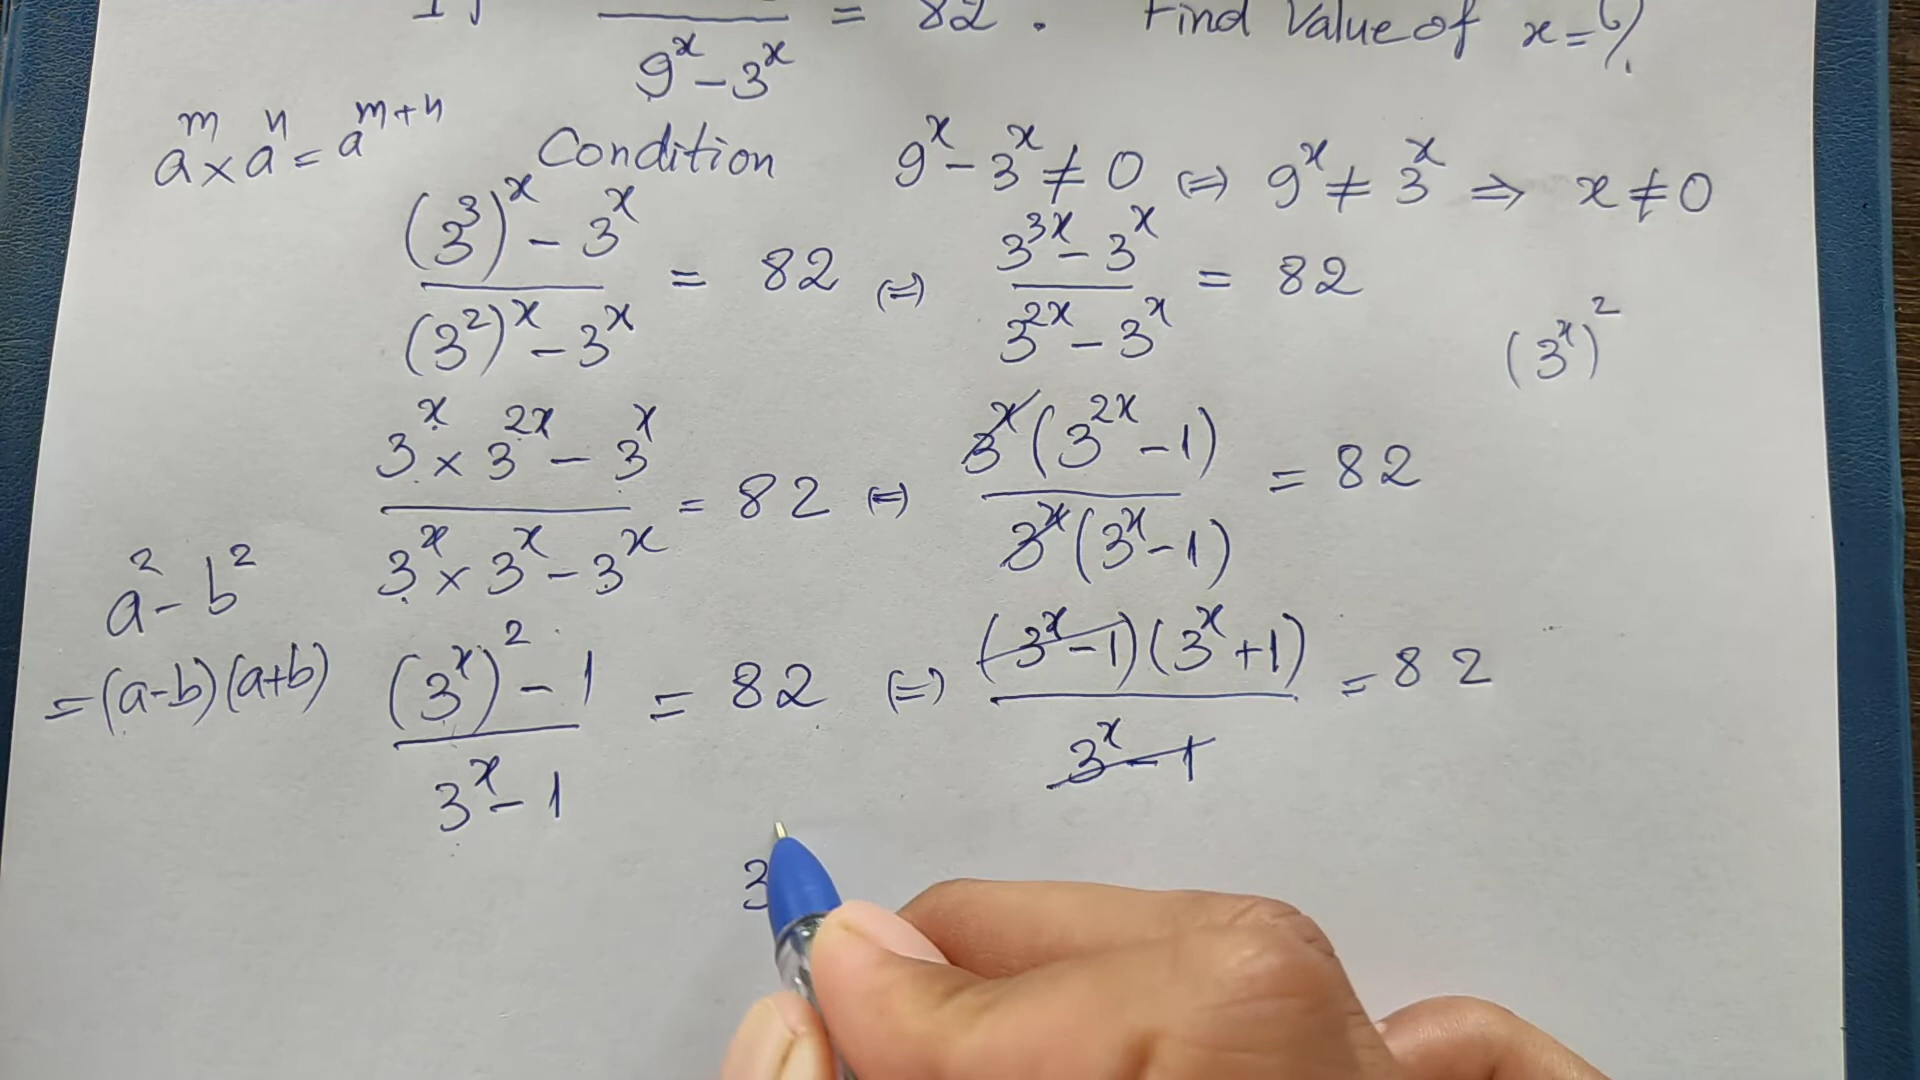 = 82. Find Value of x=?
9^x - 3^x
a^m × a^n = a^(m+n)
Condition 9^x - 3^x ≠ 0 ⇔ 9^x ≠ 3^x ⇒ x ≠ 0
((3^3)^x - 3^x)/((3^2)^x - 3^x) = 82 ⇔ (3^(3x) - 3^x)/(3^(2x) - 3^x) = 82
(3^x)^2
(3^x × 3^(2x) - 3^x)/(3^x × 3^x - 3^x) = 82 ⇔ (3^x(3^(2x) - 1))/(3^x(3^x - 1)) = 82
a^2 - b^2
= (a-b)(a+b)
((3^x)^2 - 1)/(3^x - 1) = 82 ⇔ ((3^x - 1)(3^x + 1))/(3^x - 1) = 82
3